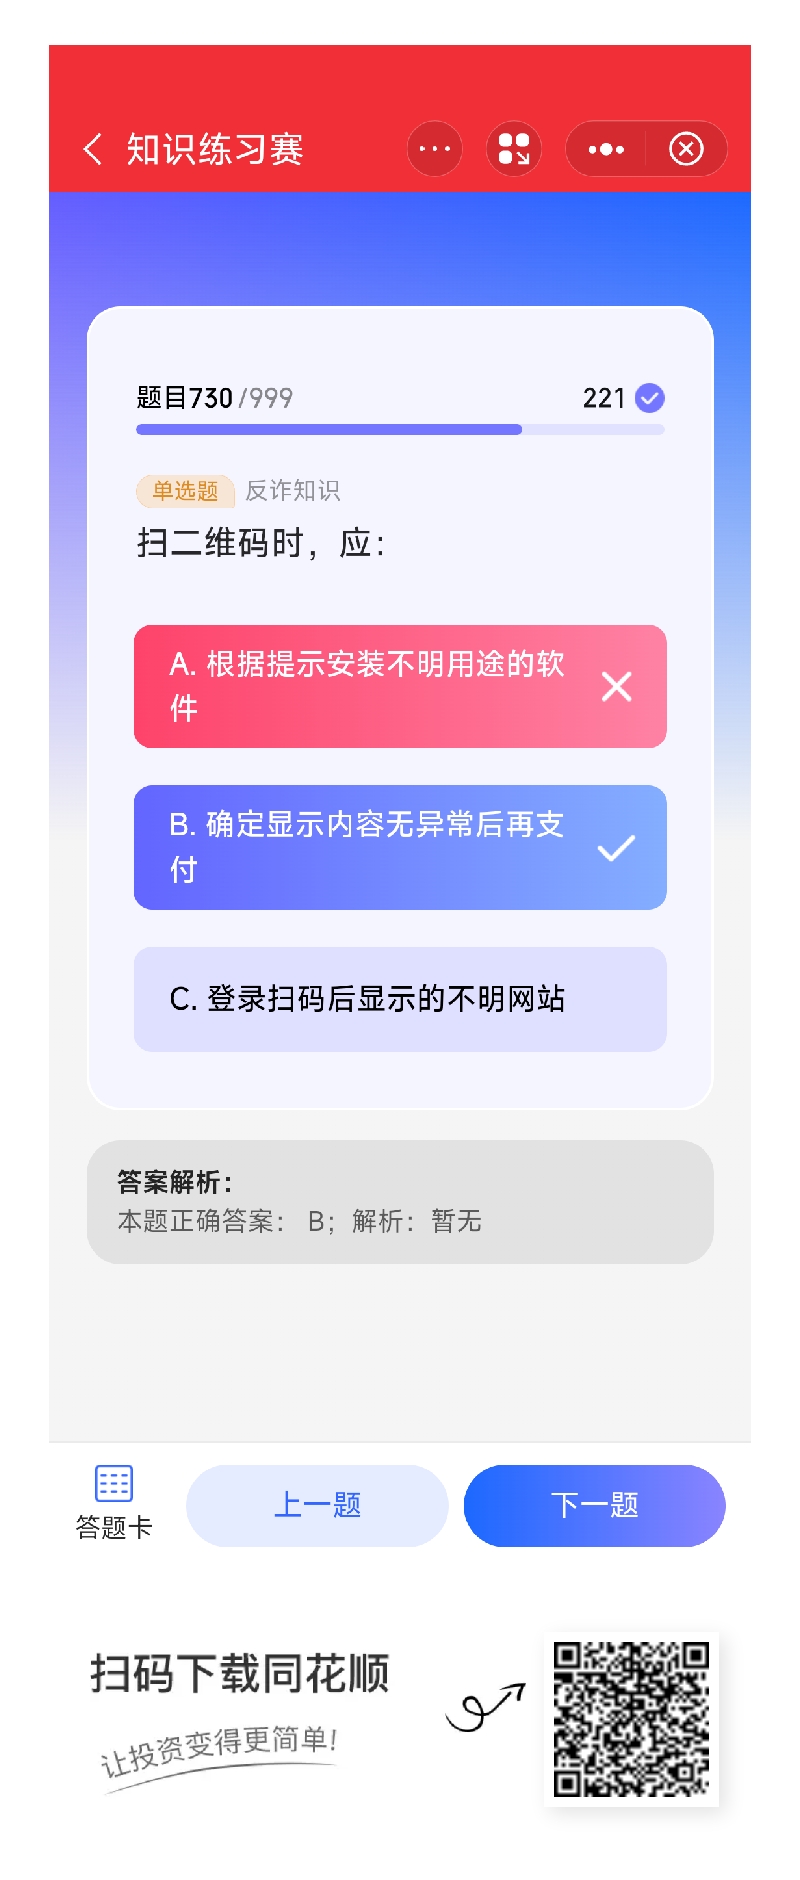 知识练习赛
题目730/999
221
单选题 反诈知识
扫二维码时，应：
A. 根据提示安装不明用途的软
件
B. 确定显示内容无异常后再支
付
C. 登录扫码后显示的不明网站
答案解析：
本题正确答案： B；解析：暂无
答题卡
上一题
下一题
扫码下载同花顺
让投资变得更简单!